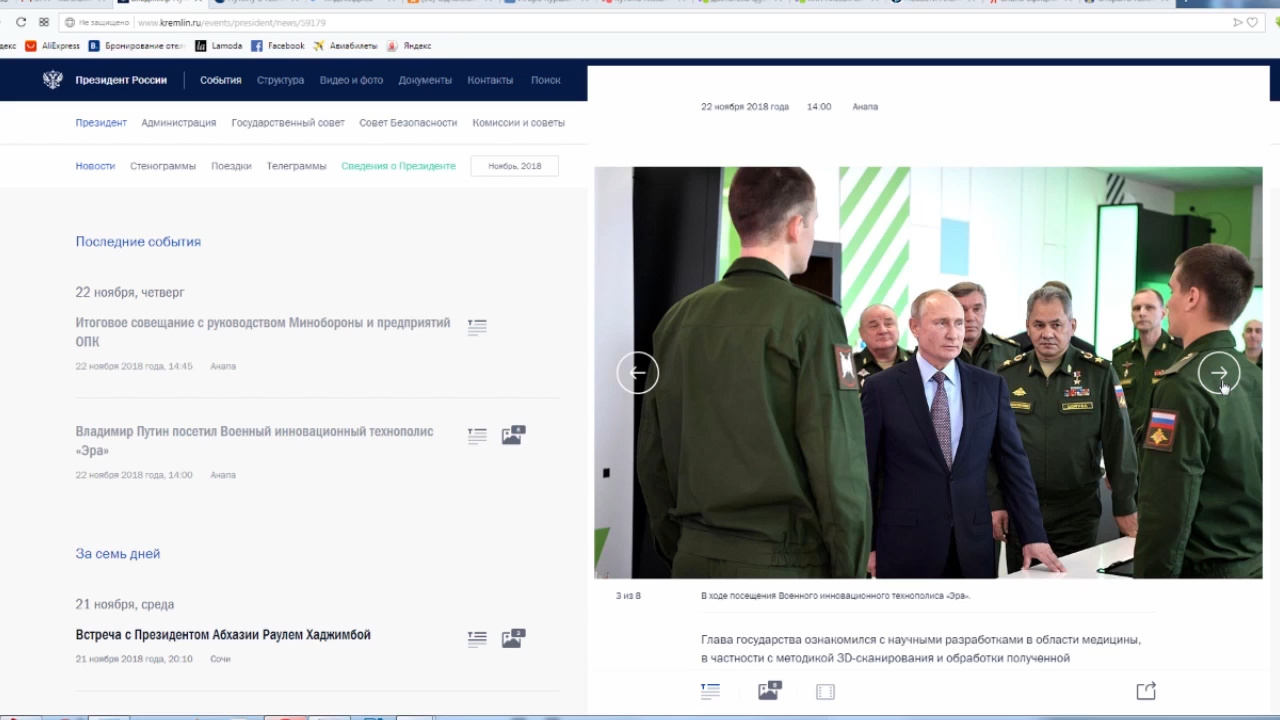 Не защищено www.kremlin.ru/events/president/news/59179
декс AliExpress Бронирование отел Lamoda Facebook Авиабилеты Яндекс
Президент России События Структура Видео и фото Документы Контакты Поиск
Президент Администрация Государственный совет Совет Безопасности Комиссии и советы
Новости Стенограммы Поездки Телеграммы Сведения о Президенте Ноябрь, 2018
Последние события
22 ноября, четверг
Итоговое совещание с руководством Минобороны и предприятий
ОПК
22 ноября 2018 года, 14:45 Анапа
Владимир Путин посетил Военный инновационный технополис
«Эра»
22 ноября 2018 года, 14:00 Анапа
За семь дней
21 ноября, среда
Встреча с Президентом Абхазии Раулем Хаджимбой
21 ноября 2018 года, 20:10 Сочи
22 ноября 2018 года 14:00 Анапа
3 из 8 В ходе посещения Военного инновационного технополиса «Эра».
Глава государства ознакомился с научными разработками в области медицины,
в частности с методикой 3D-сканирования и обработки полученной